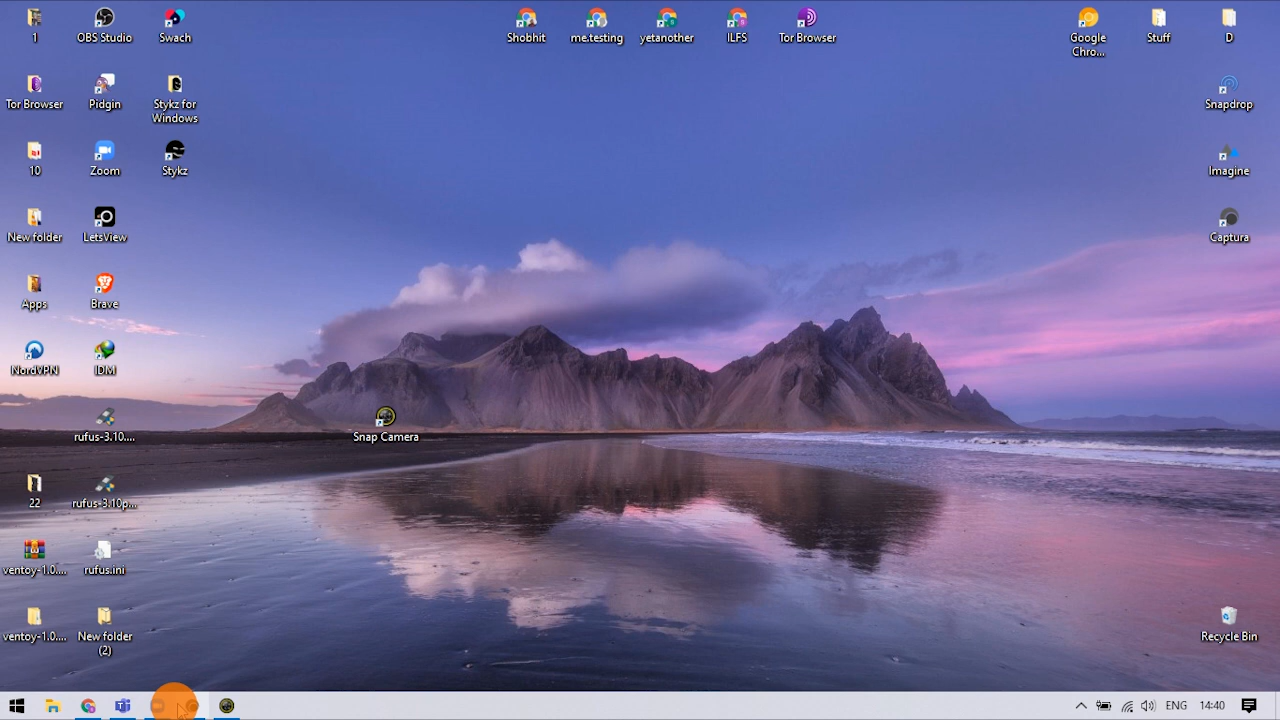 1
OBS Studio
Swach
Shobhit
me.testing
yetanother
ILFS
Tor Browser
Google
Chro...
Stuff
D
Tor Browser
Pidgin
Stykz for
Windows
Snapdrop
10
Zoom
Stykz
Imagine
New folder
LetsView
Captura
Apps
Brave
NordVPN
IDM
rufus-3.10....
Snap Camera
22
rufus-3.10p...
ventoy-1.0....
rufus.ini
ventoy-1.0....
New folder
(2)
Recycle Bin
ENG
14:40